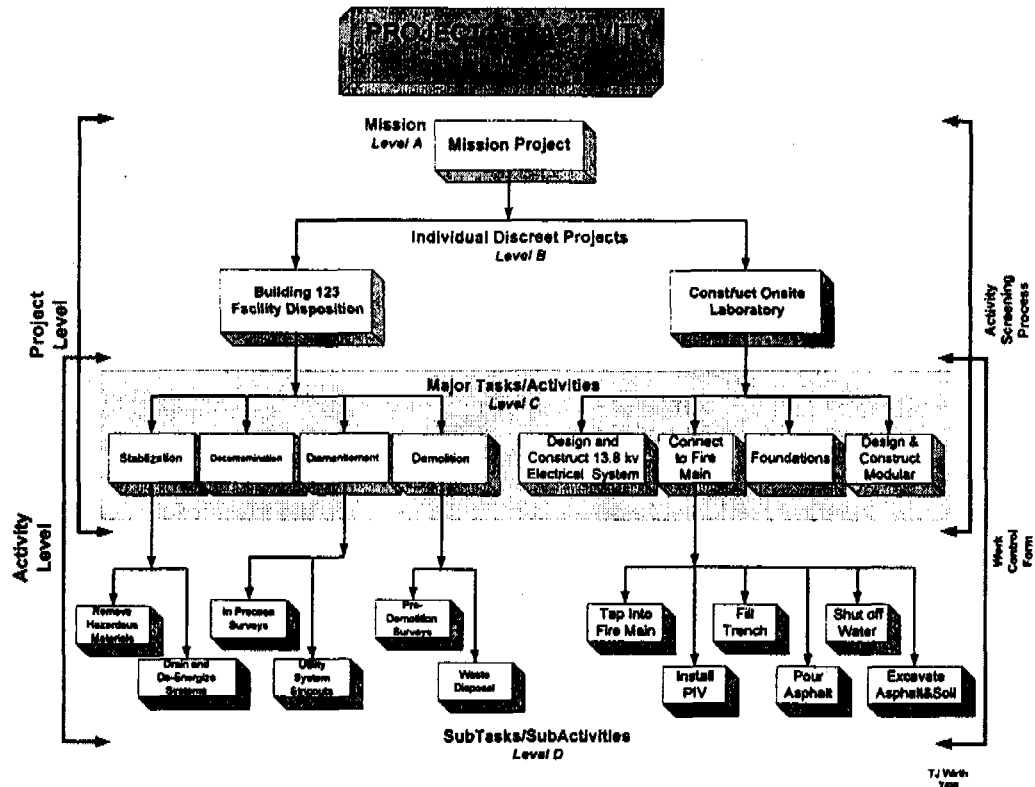 PROJECT
ACTIVITY
Mission
Level A
Mission Project
Individual Discreet Projects
Level B
Building 123
Facility Disposition
Construct Onsite
Laboratory
Project
Level
Activity
Screening
Process
Major Tasks/Activities
Level C
Stabilization
Decontamination
Dismantlement
Demolition
Design and
Construct 13.8 kv
Electrical System
Connect
to Fire
Main
Foundations
Design &
Construct
Modular
Activity
Level
Work
Control
Form
Remove
Hazardous
Materials
In Process
Surveys
Pre-
Demolition
Surveys
Tap Into
Fire Main
Fill
Trench
Shut off
Water
Drain and
De-Energize
Systems
Utility
System
Stripouts
Waste
Disposal
Install
PIV
Pour
Asphalt
Excavate
Asphalt&Soil
SubTasks/SubActivities
Level D
TJ Wirth